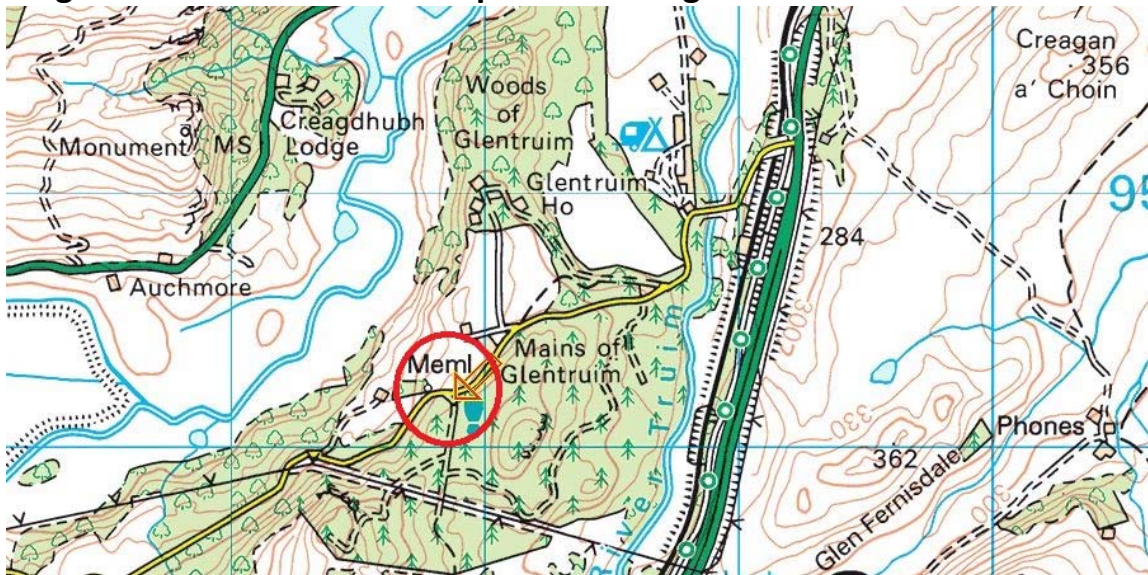 Creagan
· 356
a' Choin
Woods
of
Glentruim
Creagdhubh
Lodge
Monument
MS
Glentruim
Ho
95
284
Auchmore
300
Meml
Mains of
Glentruim
River Truim
330
362
Phones
Glen Fernisdale